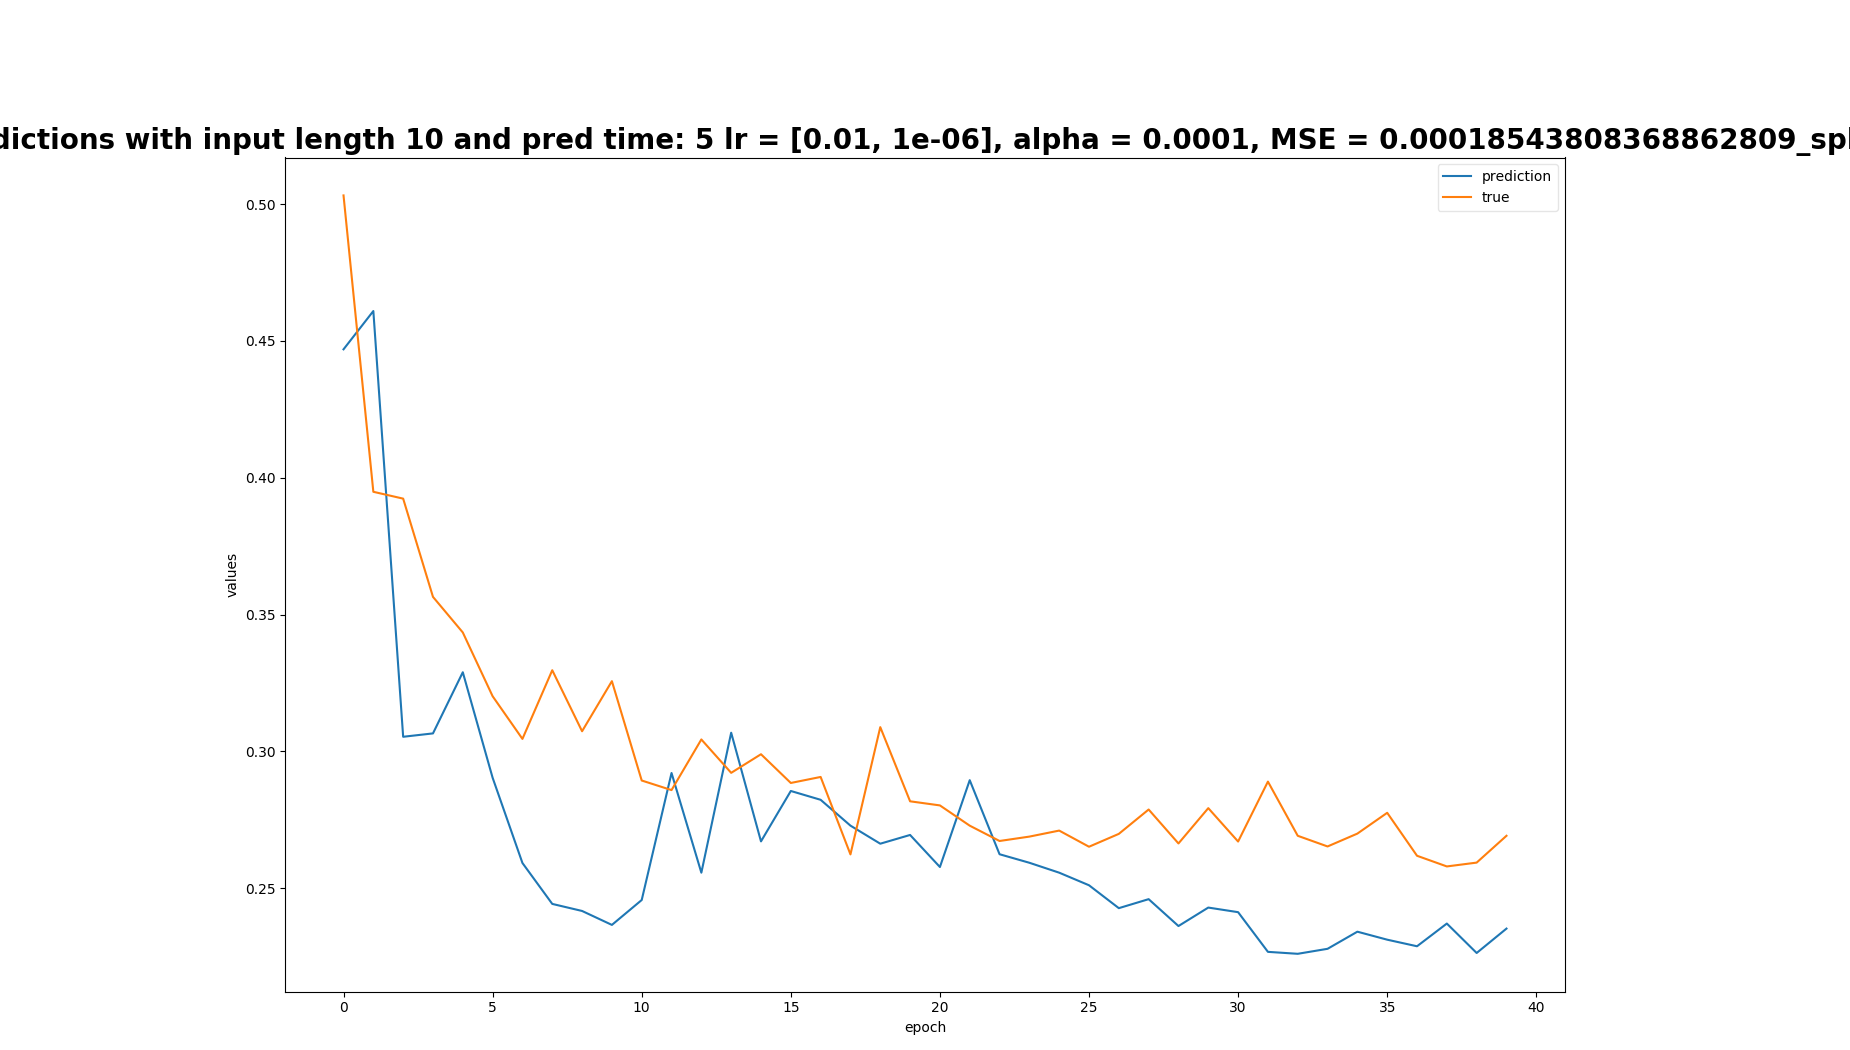 dictions with input length 10 and pred time: 5 lr = [0.01, 1e-06], alpha = 0.0001, MSE = 0.00018543808368862809_spl
prediction
true
0.50
0.45
0.40
0.35
0.30
0.25
values
0 5 10 15 20 25 30 35 40
epoch